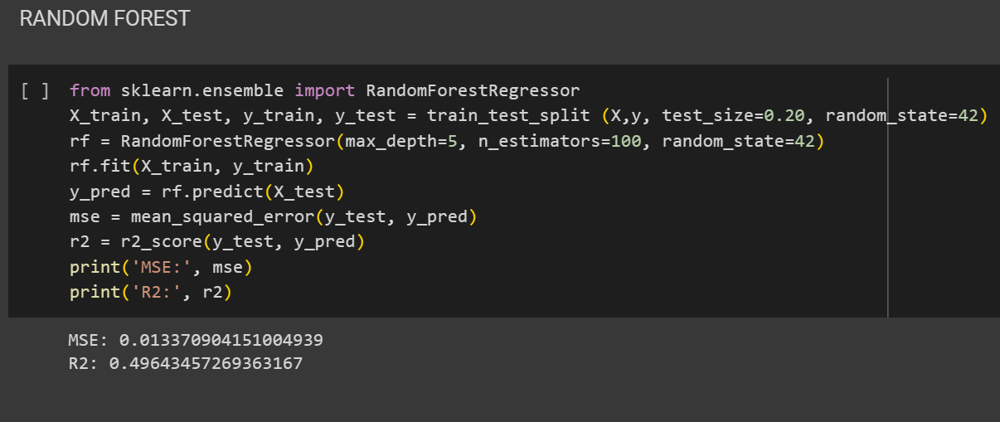 RANDOM FOREST
[ ] from sklearn.ensemble import RandomForestRegressor
X_train, X_test, y_train, y_test = train_test_split (X,y, test_size=0.20, random_state=42)
rf = RandomForestRegressor(max_depth=5, n_estimators=100, random_state=42)
rf.fit(X_train, y_train)
y_pred = rf.predict(X_test)
mse = mean_squared_error(y_test, y_pred)
r2 = r2_score(y_test, y_pred)
print('MSE:', mse)
print('R2:', r2)
MSE: 0.013370904151004939
R2: 0.49643457269363167